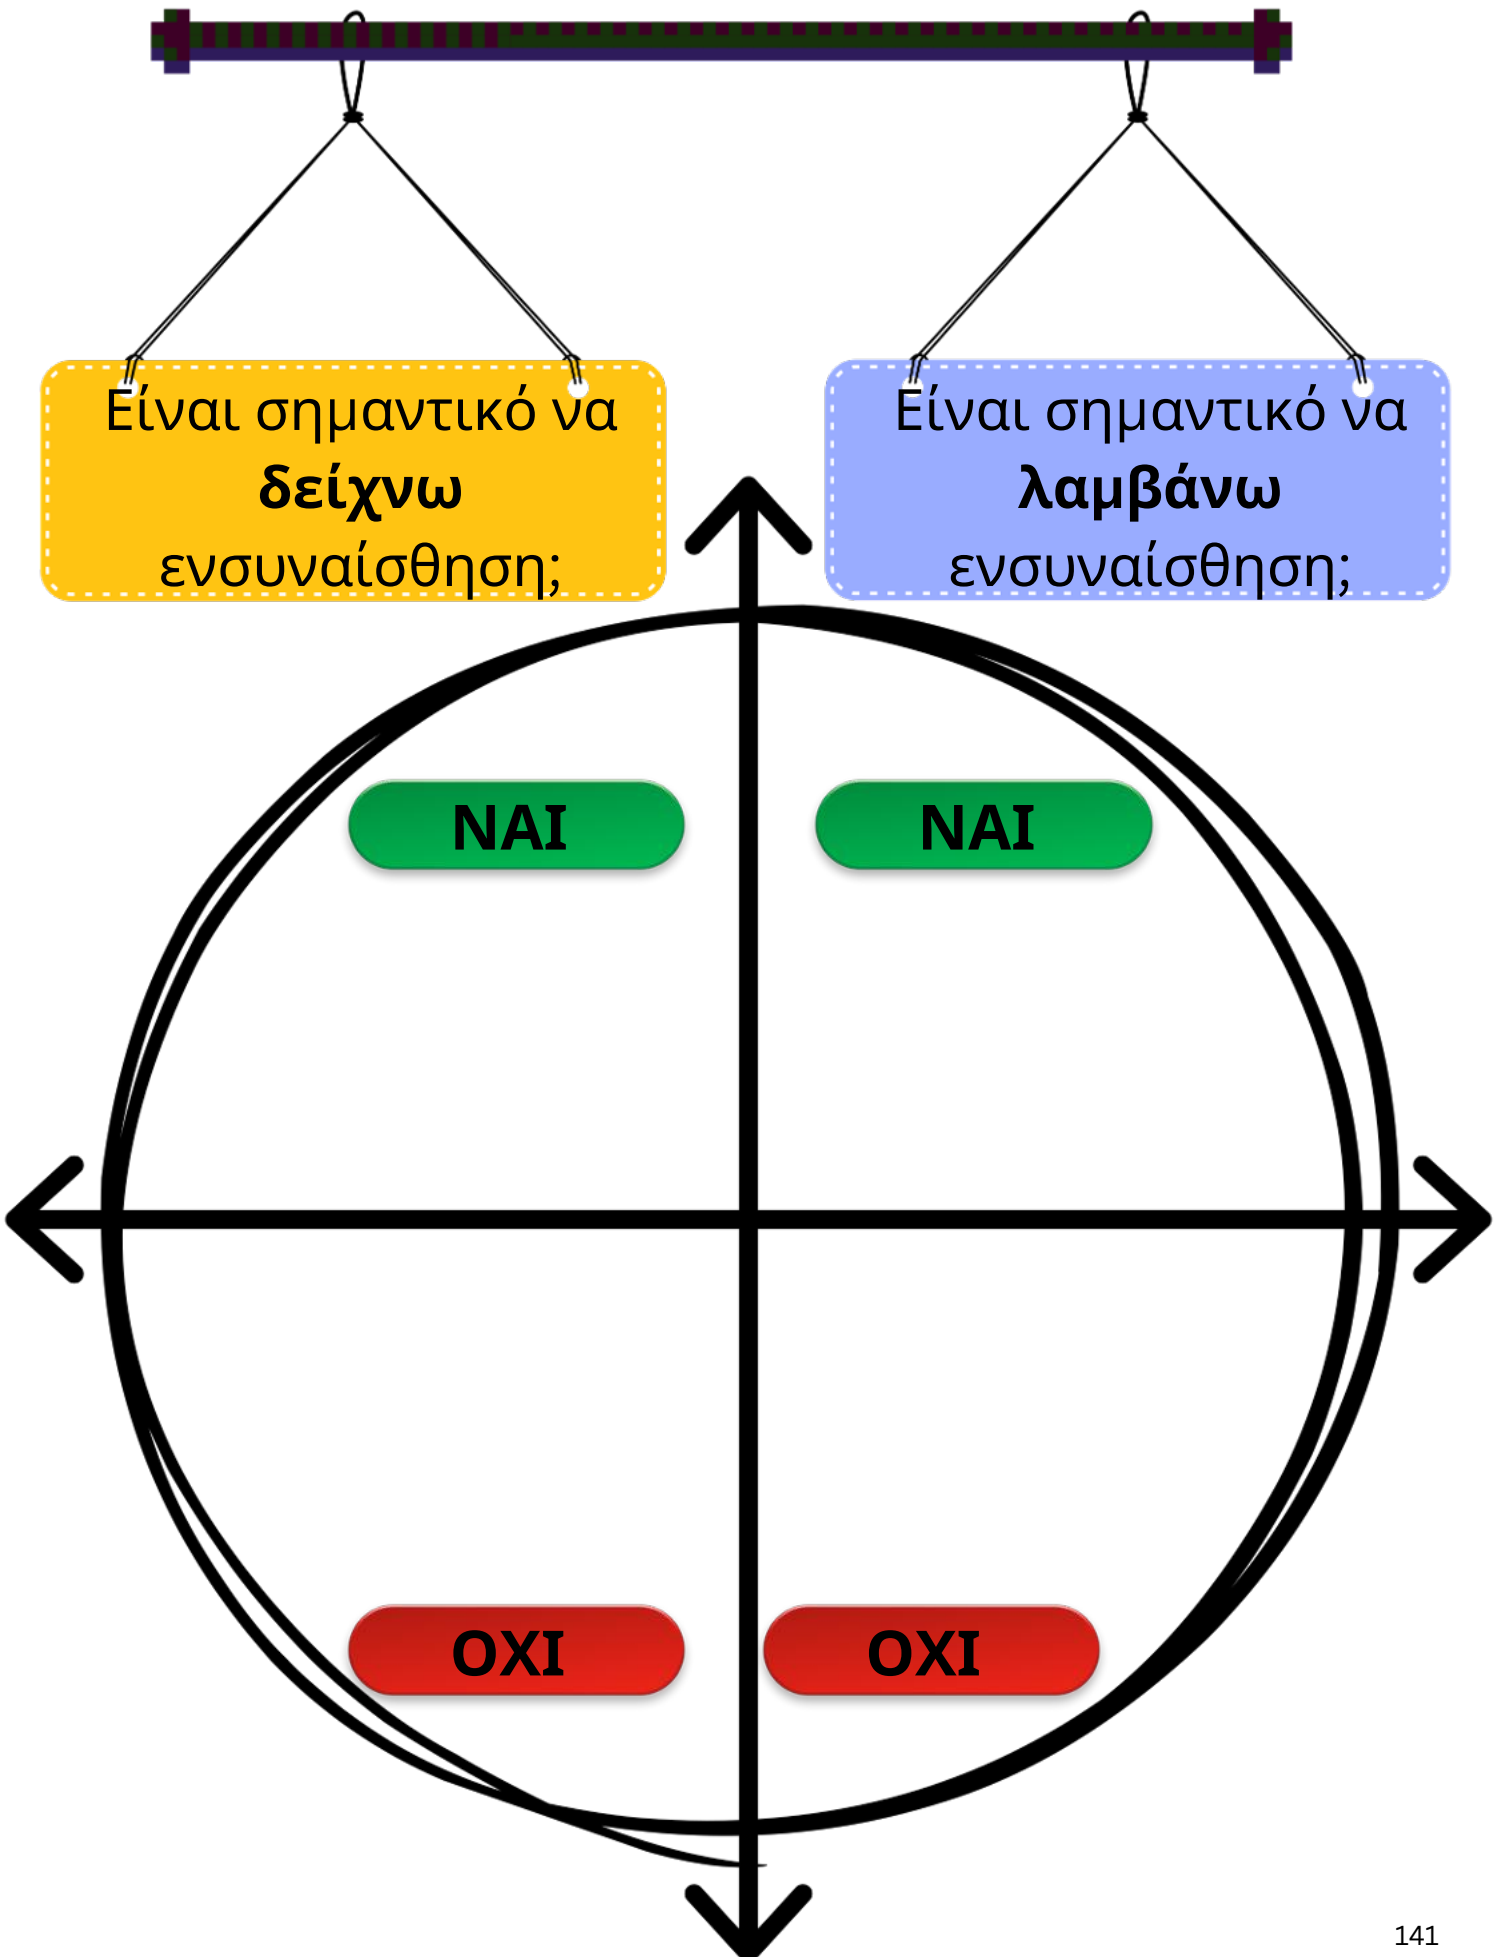 Είναι σημαντικό να
δείχνω
ενσυναίσθηση;
Είναι σημαντικό να
λαμβάνω
ενσυναίσθηση;
ΝΑΙ
ΝΑΙ
ΟΧΙ
ΟΧΙ
141